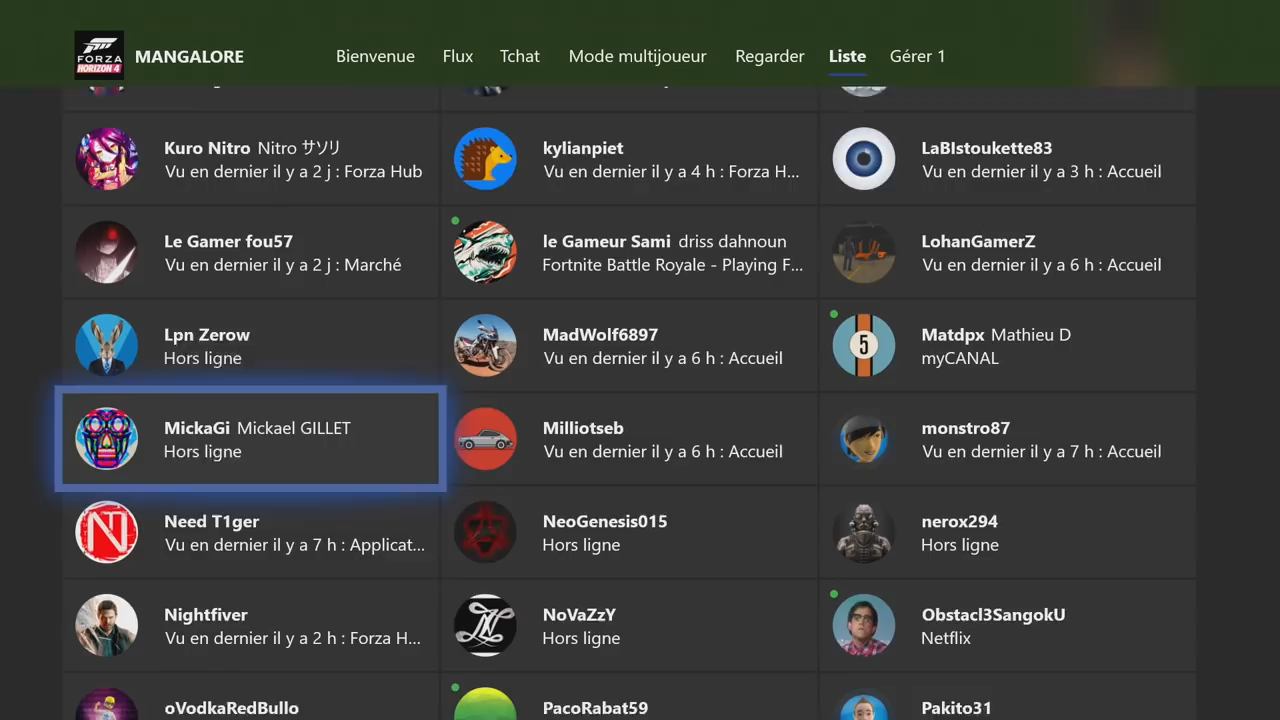 FORZA
HORIZON 4
MANGALORE
Bienvenue
Flux
Tchat
Mode multijoueur
Regarder
Liste
Gérer 1
Kuro Nitro Nitro サソリ
Vu en dernier il y a 2 j : Forza Hub
kylianpiet
Vu en dernier il y a 4 h : Forza H...
LaBIstoukette83
Vu en dernier il y a 3 h : Accueil
Le Gamer fou57
Vu en dernier il y a 2 j : Marché
le Gameur Sami driss dahnoun
Fortnite Battle Royale - Playing F...
LohanGamerZ
Vu en dernier il y a 6 h : Accueil
Lpn Zerow
Hors ligne
MadWolf6897
Vu en dernier il y a 6 h : Accueil
5
Matdpx Mathieu D
myCANAL
MickaGi Mickael GILLET
Hors ligne
Milliotseb
Vu en dernier il y a 6 h : Accueil
monstro87
Vu en dernier il y a 7 h : Accueil
Need T1ger
Vu en dernier il y a 7 h : Applicat...
NeoGenesis015
Hors ligne
nerox294
Hors ligne
Nightfiver
Vu en dernier il y a 2 h : Forza H...
NoVaZzY
Hors ligne
Obstacl3SangokU
Netflix
oVodkaRedBullo
PacoRabat59
Pakito31